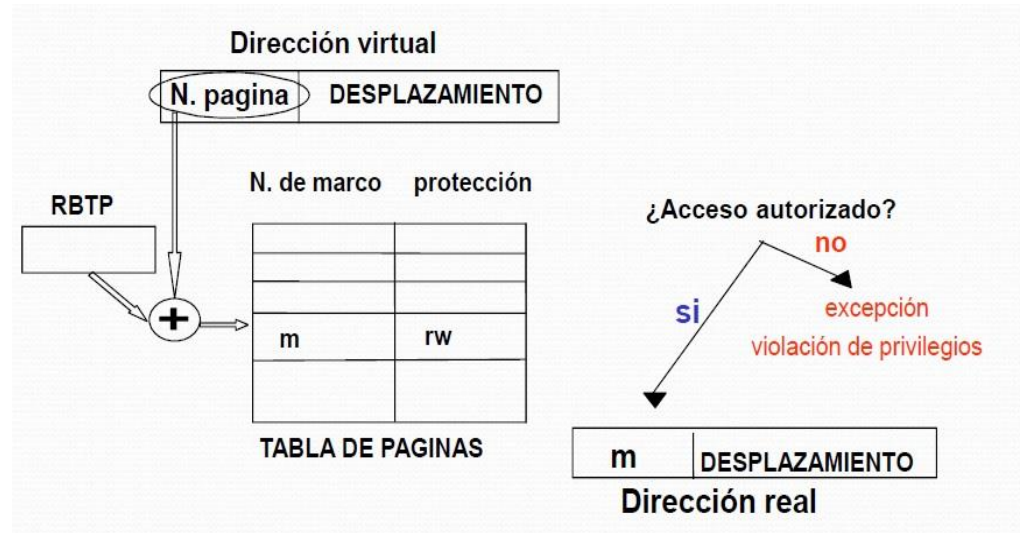 Dirección virtual
N. pagina DESPLAZAMIENTO
N. de marco protección
RBTP
¿Acceso autorizado?
no
si
excepción
violación de privilegios
+
m rw
TABLA DE PAGINAS
m DESPLAZAMIENTO
Dirección real